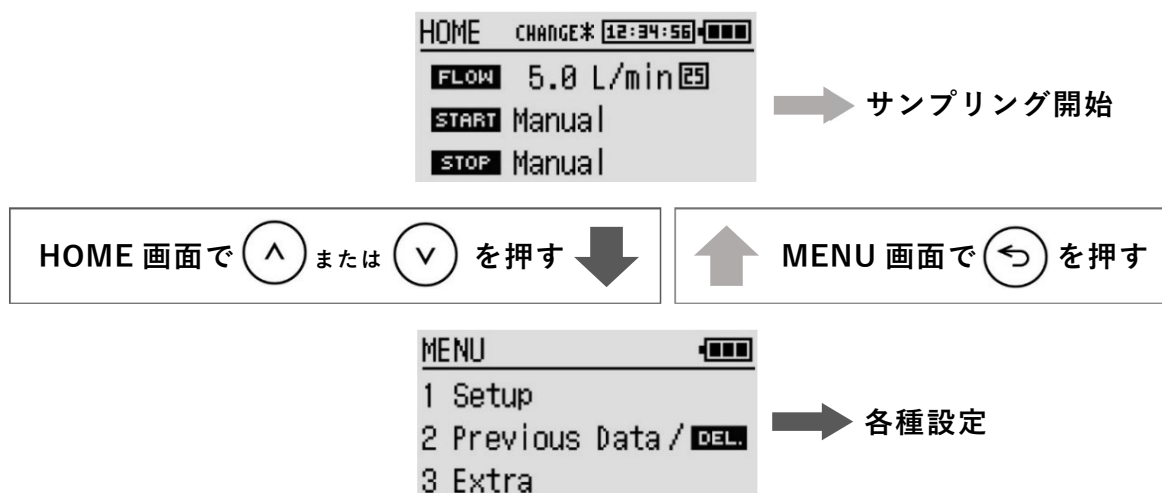 HOME CHARGE* 12:34:56
FLOW 5.0 L/min 25
START Manual
STOP Manual
サンプリング開始
HOME 画面で ^ または v を押す
MENU 画面で ↩ を押す
MENU
1 Setup
2 Previous Data/ DEL.
3 Extra
各種設定